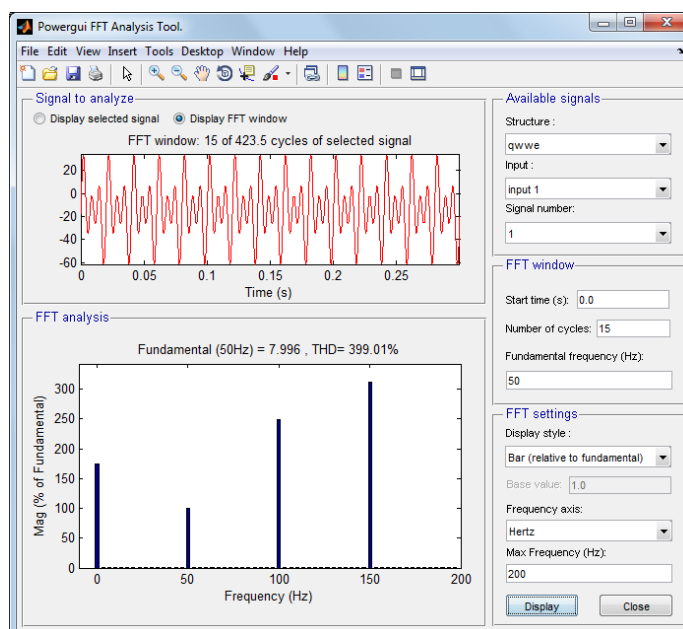 Powergui FFT Analysis Tool.
File Edit View Insert Tools Desktop Window Help
Signal to analyze
Display selected signal Display FFT window
FFT window: 15 of 423.5 cycles of selected signal
20
0
-20
-40
-60
0 0.05 0.1 0.15 0.2 0.25
Time (s)
FFT analysis
Fundamental (50Hz) = 7.996 , THD= 399.01%
Mag (% of Fundamental)
300
250
200
150
100
50
0
0 50 100 150 200
Frequency (Hz)
Available signals
Structure :
qwwe
Input :
input 1
Signal number:
1
FFT window
Start time (s): 0.0
Number of cycles: 15
Fundamental frequency (Hz):
50
FFT settings
Display style :
Bar (relative to fundamental)
Base value: 1.0
Frequency axis:
Hertz
Max Frequency (Hz):
200
Display Close